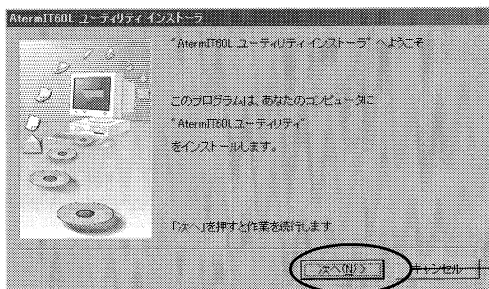 AtermIT60L ユーティリティ インストーラ
"AtermIT60L ユーティリティ インストーラ" へようこそ
このプログラムは、あなたのコンピュータに
"AtermIT60L ユーティリティ"
をインストールします。
「次へ」を押すと作業を続行します
次へ(N) >
キャンセル